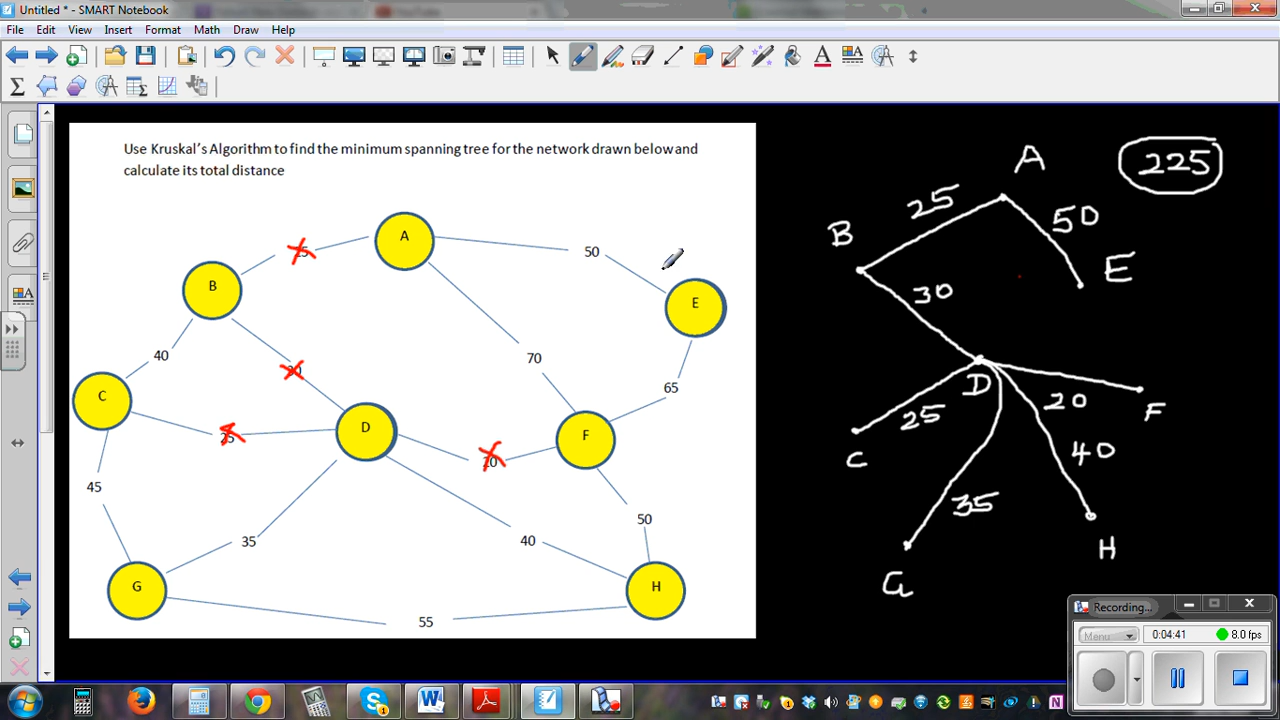 Untitled * - SMART Notebook
File Edit View Insert Format Math Draw Help
Use Kruskal's Algorithm to find the minimum spanning tree for the network drawn below and
calculate its total distance
A
B
50
E
40
70
65
C
D
F
45
50
35
40
G
H
55
225
A
25
50
B
E
30
D
20
F
25
C
40
35
H
G
Recording...
Menu
0:04:41
8.0 fps